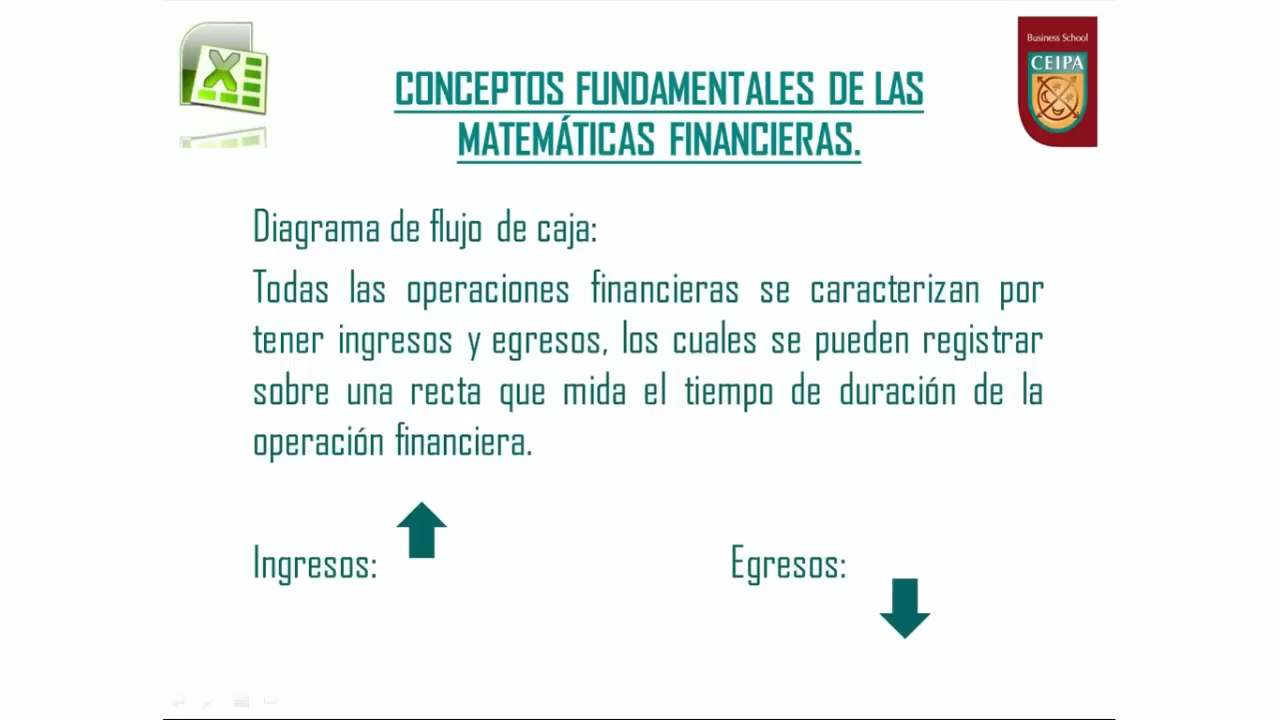 Business School
CEIPA
CONCEPTOS FUNDAMENTALES DE LAS
MATEMÁTICAS FINANCIERAS.
Diagrama de flujo de caja:
Todas las operaciones financieras se caracterizan por
tener ingresos y egresos, los cuales se pueden registrar
sobre una recta que mida el tiempo de duración de la
operación financiera.
Ingresos:
Egresos: